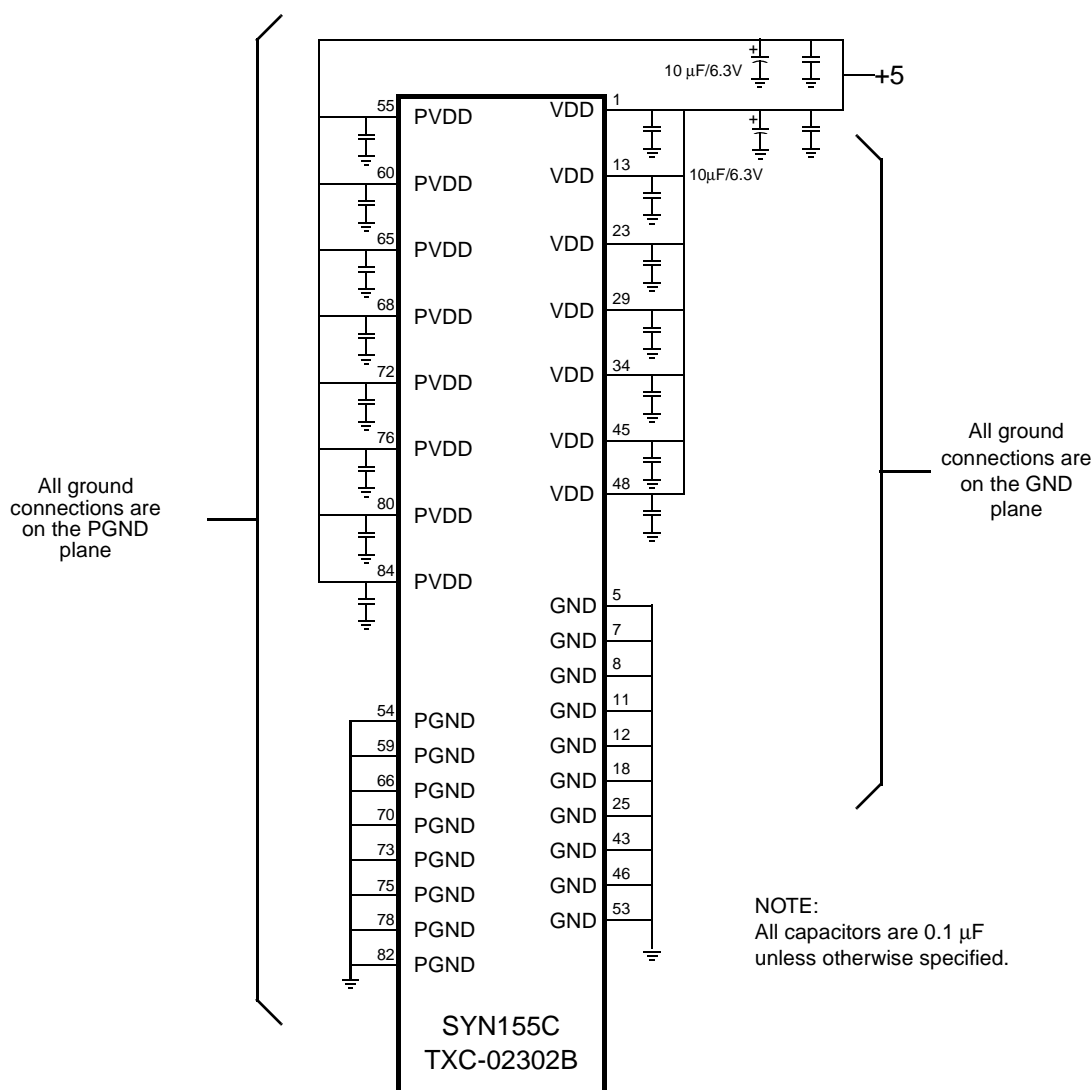 +
10 μF/6.3V
+5
+
10μF/6.3V
55
PVDD
60
PVDD
65
PVDD
68
PVDD
72
PVDD
76
PVDD
80
PVDD
84
PVDD
54
PGND
59
PGND
66
PGND
70
PGND
73
PGND
75
PGND
78
PGND
82
PGND
VDD
1
VDD
13
VDD
23
VDD
29
VDD
34
VDD
45
VDD
48
GND
5
GND
7
GND
8
GND
11
GND
12
GND
18
GND
25
GND
43
GND
46
GND
53
All ground
connections are
on the PGND
plane
All ground
connections are
on the GND
plane
NOTE:
All capacitors are 0.1 μF
unless otherwise specified.
SYN155C
TXC-02302B